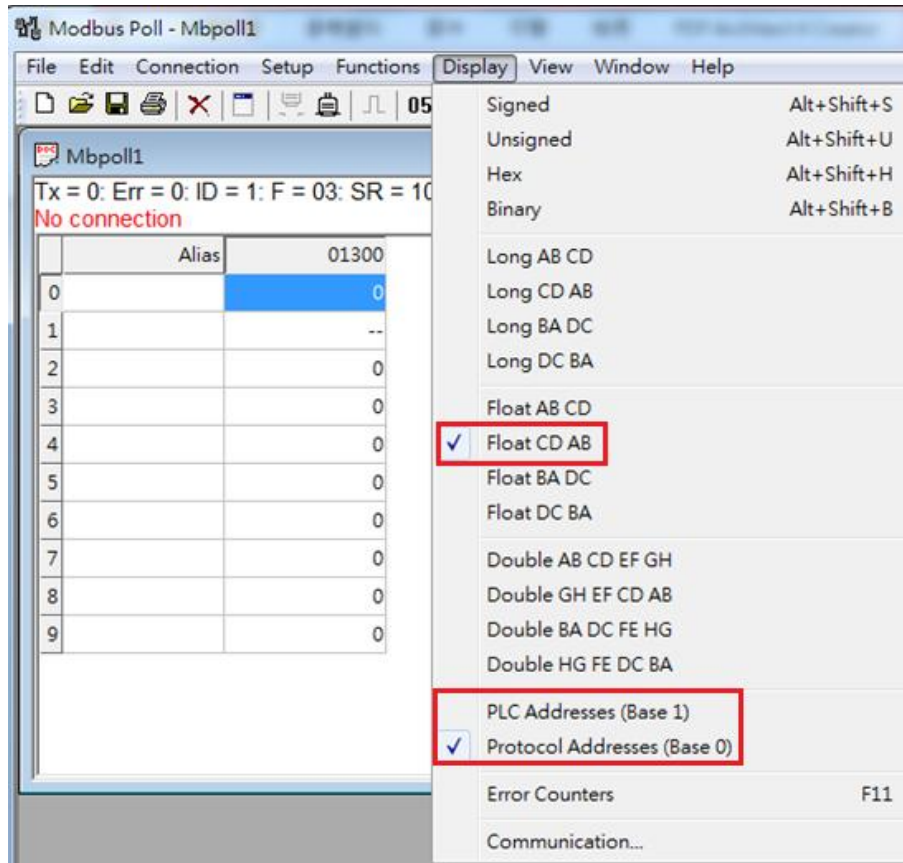 Modbus Poll - Mbpoll1
File Edit Connection Setup Functions Display View Window Help
05
Mbpoll1
Tx = 0: Err = 0: ID = 1: F = 03: SR = 10
No connection
Alias 01300
0 0
1 --
2 0
3 0
4 0
5 0
6 0
7 0
8 0
9 0
Signed Alt+Shift+S
Unsigned Alt+Shift+U
Hex Alt+Shift+H
Binary Alt+Shift+B
Long AB CD
Long CD AB
Long BA DC
Long DC BA
Float AB CD
Float CD AB
Float BA DC
Float DC BA
Double AB CD EF GH
Double GH EF CD AB
Double BA DC FE HG
Double HG FE DC BA
PLC Addresses (Base 1)
Protocol Addresses (Base 0)
Error Counters F11
Communication...